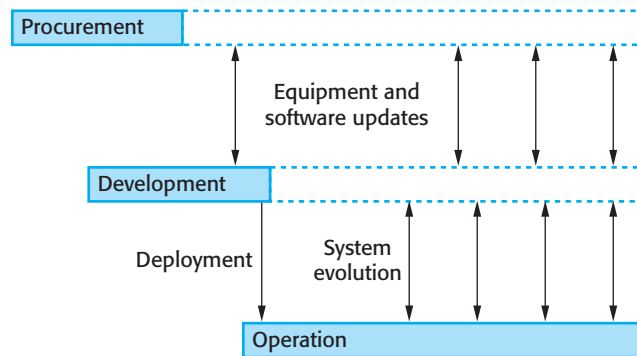 Procurement
Equipment and
software updates
Development
Deployment
System
evolution
Operation